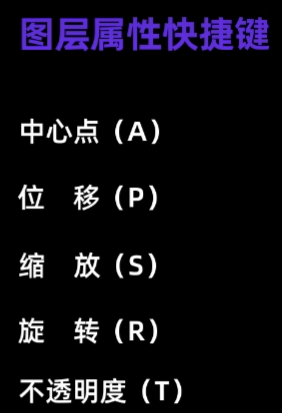 图层属性快捷键
中心点（A）
位　移（P）
缩　放（S）
旋　转（R）
不透明度（T）